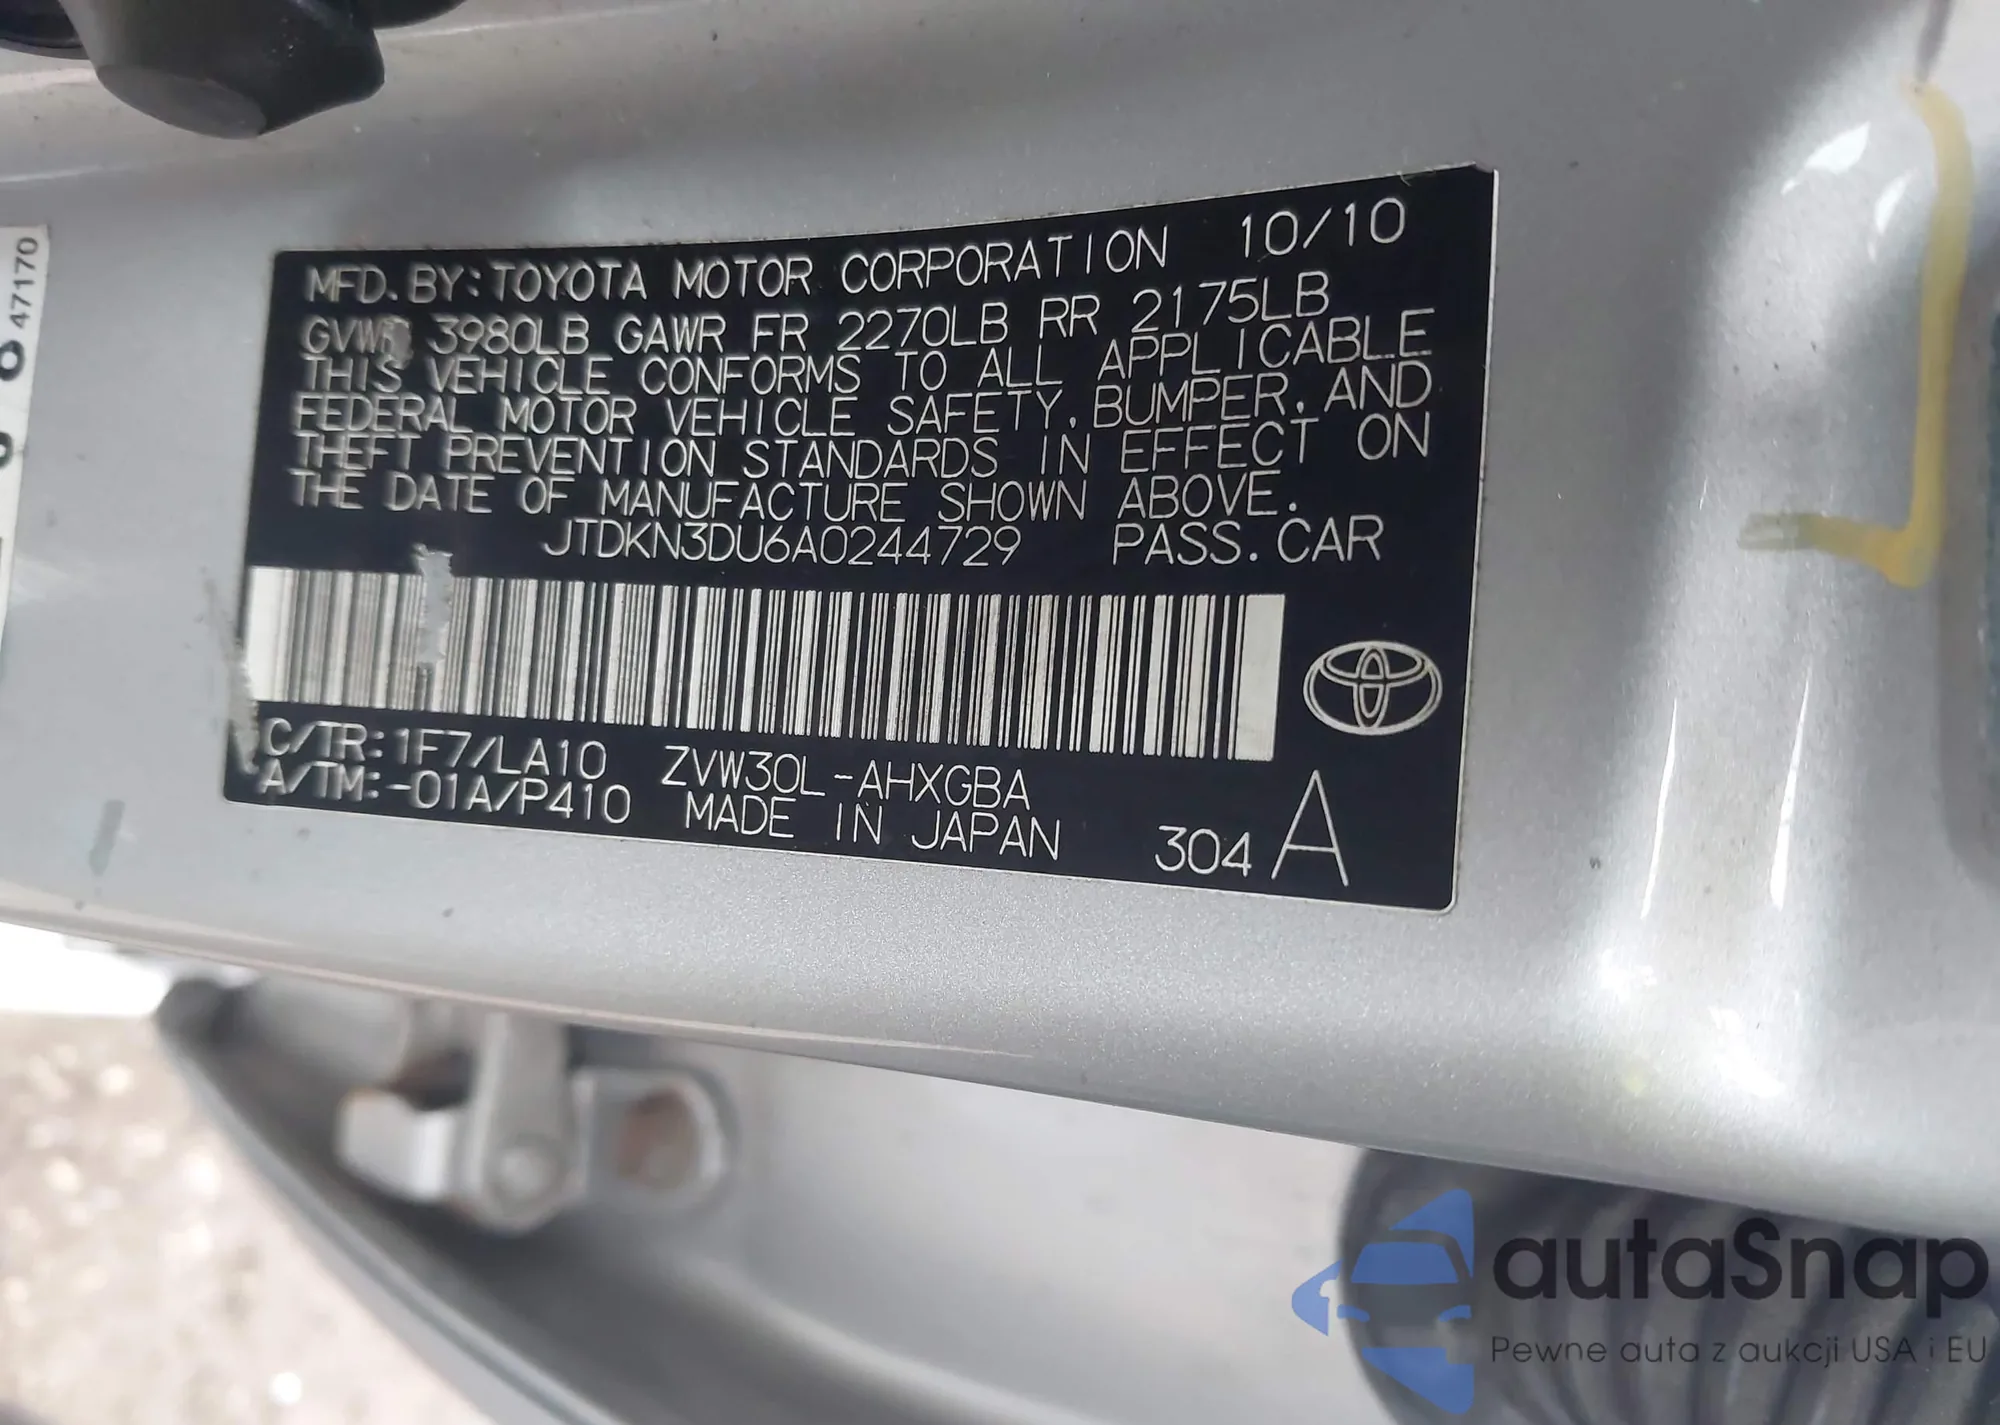 47170
MFD. BY: TOYOTA MOTOR CORPORATION 10/10
GVWR 3980LB GAWR FR 2270LB RR 2175LB
THIS VEHICLE CONFORMS TO ALL APPLICABLE
FEDERAL MOTOR VEHICLE SAFETY, BUMPER, AND
THEFT PREVENTION STANDARDS IN EFFECT ON
THE DATE OF MANUFACTURE SHOWN ABOVE.
JTDKN3DU6A0244729 PASS. CAR
C/TR: 1F7/LA10 ZVW30L-AHXGBA
A/TM: -01A/P410 MADE IN JAPAN 304 A
autaSnap
Pewne auta z aukcji USA i EU